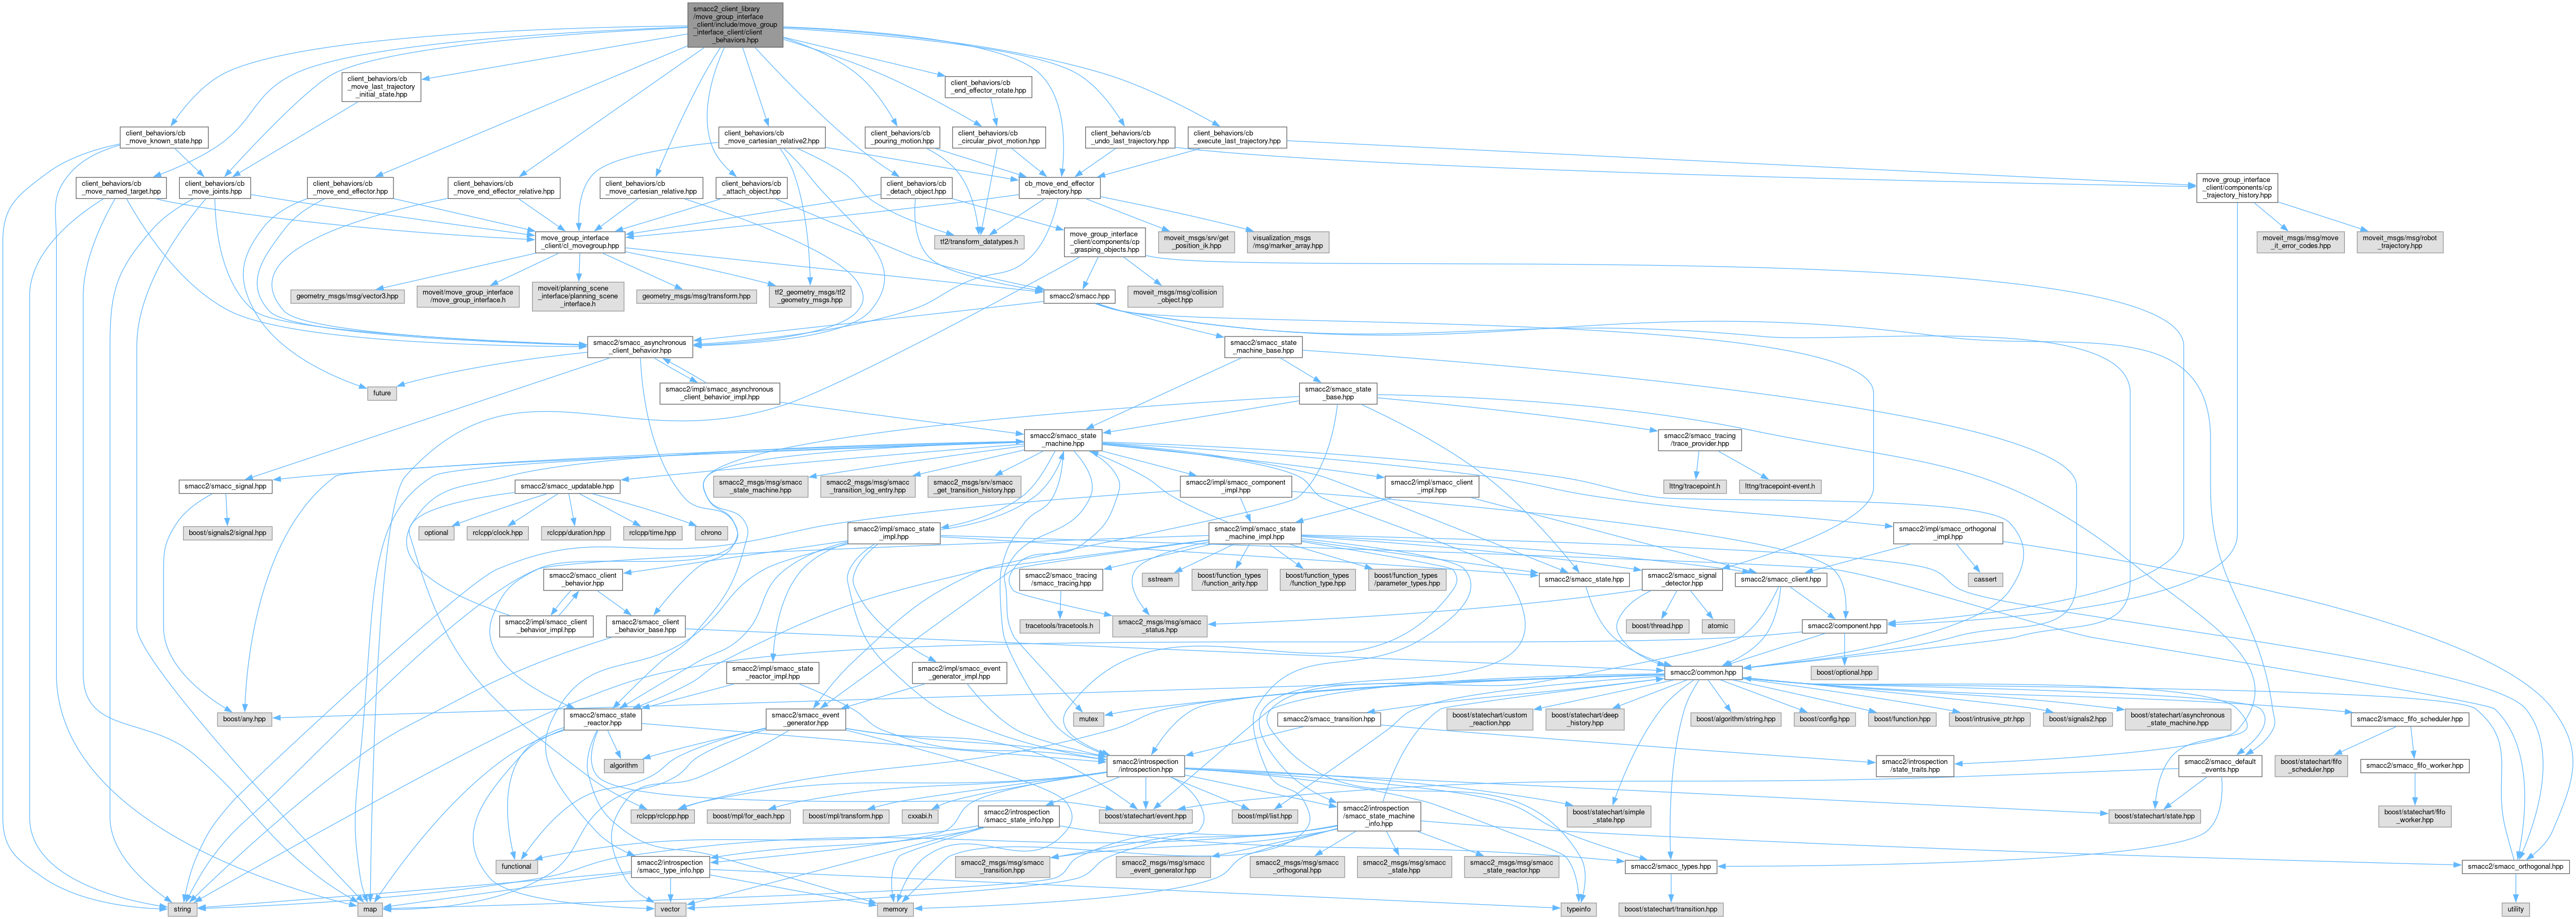 smacc2_client_library
/move_group_interface
_client/include/move_group
_interface_client/client
_behaviors.hpp
client_behaviors/cb
_move_last_trajectory
_initial_state.hpp
client_behaviors/cb
_end_effector_rotate.hpp
client_behaviors/cb
_move_known_state.hpp
client_behaviors/cb
_move_cartesian_relative2.hpp
client_behaviors/cb
_pouring_motion.hpp
client_behaviors/cb
_circular_pivot_motion.hpp
client_behaviors/cb
_undo_last_trajectory.hpp
client_behaviors/cb
_execute_last_trajectory.hpp
client_behaviors/cb
_move_named_target.hpp
client_behaviors/cb
_move_joints.hpp
client_behaviors/cb
_move_end_effector.hpp
client_behaviors/cb
_move_end_effector_relative.hpp
client_behaviors/cb
_move_cartesian_relative.hpp
client_behaviors/cb
_attach_object.hpp
client_behaviors/cb
_detach_object.hpp
cb_move_end_effector
_trajectory.hpp
move_group_interface
_client/components/cp
_trajectory_history.hpp
move_group_interface
_client/cl_movegroup.hpp
tf2/transform_datatypes.h
move_group_interface
_client/components/cp
_grasping_objects.hpp
moveit_msgs/srv/get
_position_ik.hpp
visualization_msgs
/msg/marker_array.hpp
moveit_msgs/msg/move
_it_error_codes.hpp
moveit_msgs/msg/robot
_trajectory.hpp
geometry_msgs/msg/vector3.hpp
moveit/move_group_interface
/move_group_interface.h
moveit/planning_scene
_interface/planning_scene
_interface.h
geometry_msgs/msg/transform.hpp
tf2_geometry_msgs/tf2
_geometry_msgs.hpp
smacc2/smacc.hpp
moveit_msgs/msg/collision
_object.hpp
smacc2/smacc_asynchronous
_client_behavior.hpp
smacc2/smacc_state
_machine_base.hpp
future
smacc2/impl/smacc_asynchronous
_client_behavior_impl.hpp
smacc2/smacc_state
_base.hpp
smacc2/smacc_state
_machine.hpp
smacc2/smacc_tracing
/trace_provider.hpp
smacc2/smacc_signal.hpp
smacc2/smacc_updatable.hpp
smacc2_msgs/msg/smacc
_state_machine.hpp
smacc2_msgs/msg/smacc
_transition_log_entry.hpp
smacc2_msgs/srv/smacc
_get_transition_history.hpp
smacc2/impl/smacc_component
_impl.hpp
smacc2/impl/smacc_client
_impl.hpp
lttng/tracepoint.h
lttng/tracepoint-event.h
boost/signals2/signal.hpp
optional
rclcpp/clock.hpp
rclcpp/duration.hpp
rclcpp/time.hpp
chrono
smacc2/impl/smacc_state
_impl.hpp
smacc2/impl/smacc_state
_machine_impl.hpp
smacc2/impl/smacc_orthogonal
_impl.hpp
smacc2/smacc_client
_behavior.hpp
smacc2/smacc_tracing
/smacc_tracing.hpp
sstream
boost/function_types
/function_arity.hpp
boost/function_types
/function_type.hpp
boost/function_types
/parameter_types.hpp
smacc2/smacc_state.hpp
smacc2/smacc_signal
_detector.hpp
smacc2/smacc_client.hpp
cassert
smacc2/impl/smacc_client
_behavior_impl.hpp
smacc2/smacc_client
_behavior_base.hpp
tracetools/tracetools.h
smacc2_msgs/msg/smacc
_status.hpp
boost/thread.hpp
atomic
smacc2/component.hpp
smacc2/impl/smacc_state
_reactor_impl.hpp
smacc2/impl/smacc_event
_generator_impl.hpp
smacc2/common.hpp
boost/optional.hpp
boost/any.hpp
smacc2/smacc_state
_reactor.hpp
smacc2/smacc_event
_generator.hpp
mutex
smacc2/smacc_transition.hpp
boost/statechart/custom
_reaction.hpp
boost/statechart/deep
_history.hpp
boost/algorithm/string.hpp
boost/config.hpp
boost/function.hpp
boost/intrusive_ptr.hpp
boost/signals2.hpp
boost/statechart/asynchronous
_state_machine.hpp
smacc2/smacc_fifo_scheduler.hpp
algorithm
smacc2/introspection
/introspection.hpp
smacc2/introspection
/state_traits.hpp
smacc2/smacc_default
_events.hpp
boost/statechart/fifo
_scheduler.hpp
smacc2/smacc_fifo_worker.hpp
rclcpp/rclcpp.hpp
boost/mpl/for_each.hpp
boost/mpl/transform.hpp
cxxabi.h
smacc2/introspection
/smacc_state_info.hpp
boost/statechart/event.hpp
boost/mpl/list.hpp
smacc2/introspection
/smacc_state_machine
_info.hpp
boost/statechart/simple
_state.hpp
boost/statechart/state.hpp
boost/statechart/fifo
_worker.hpp
functional
smacc2/introspection
/smacc_type_info.hpp
smacc2_msgs/msg/smacc
_transition.hpp
smacc2_msgs/msg/smacc
_event_generator.hpp
smacc2_msgs/msg/smacc
_orthogonal.hpp
smacc2_msgs/msg/smacc
_state.hpp
smacc2_msgs/msg/smacc
_state_reactor.hpp
smacc2/smacc_types.hpp
smacc2/smacc_orthogonal.hpp
string
map
vector
memory
typeinfo
boost/statechart/transition.hpp
utility